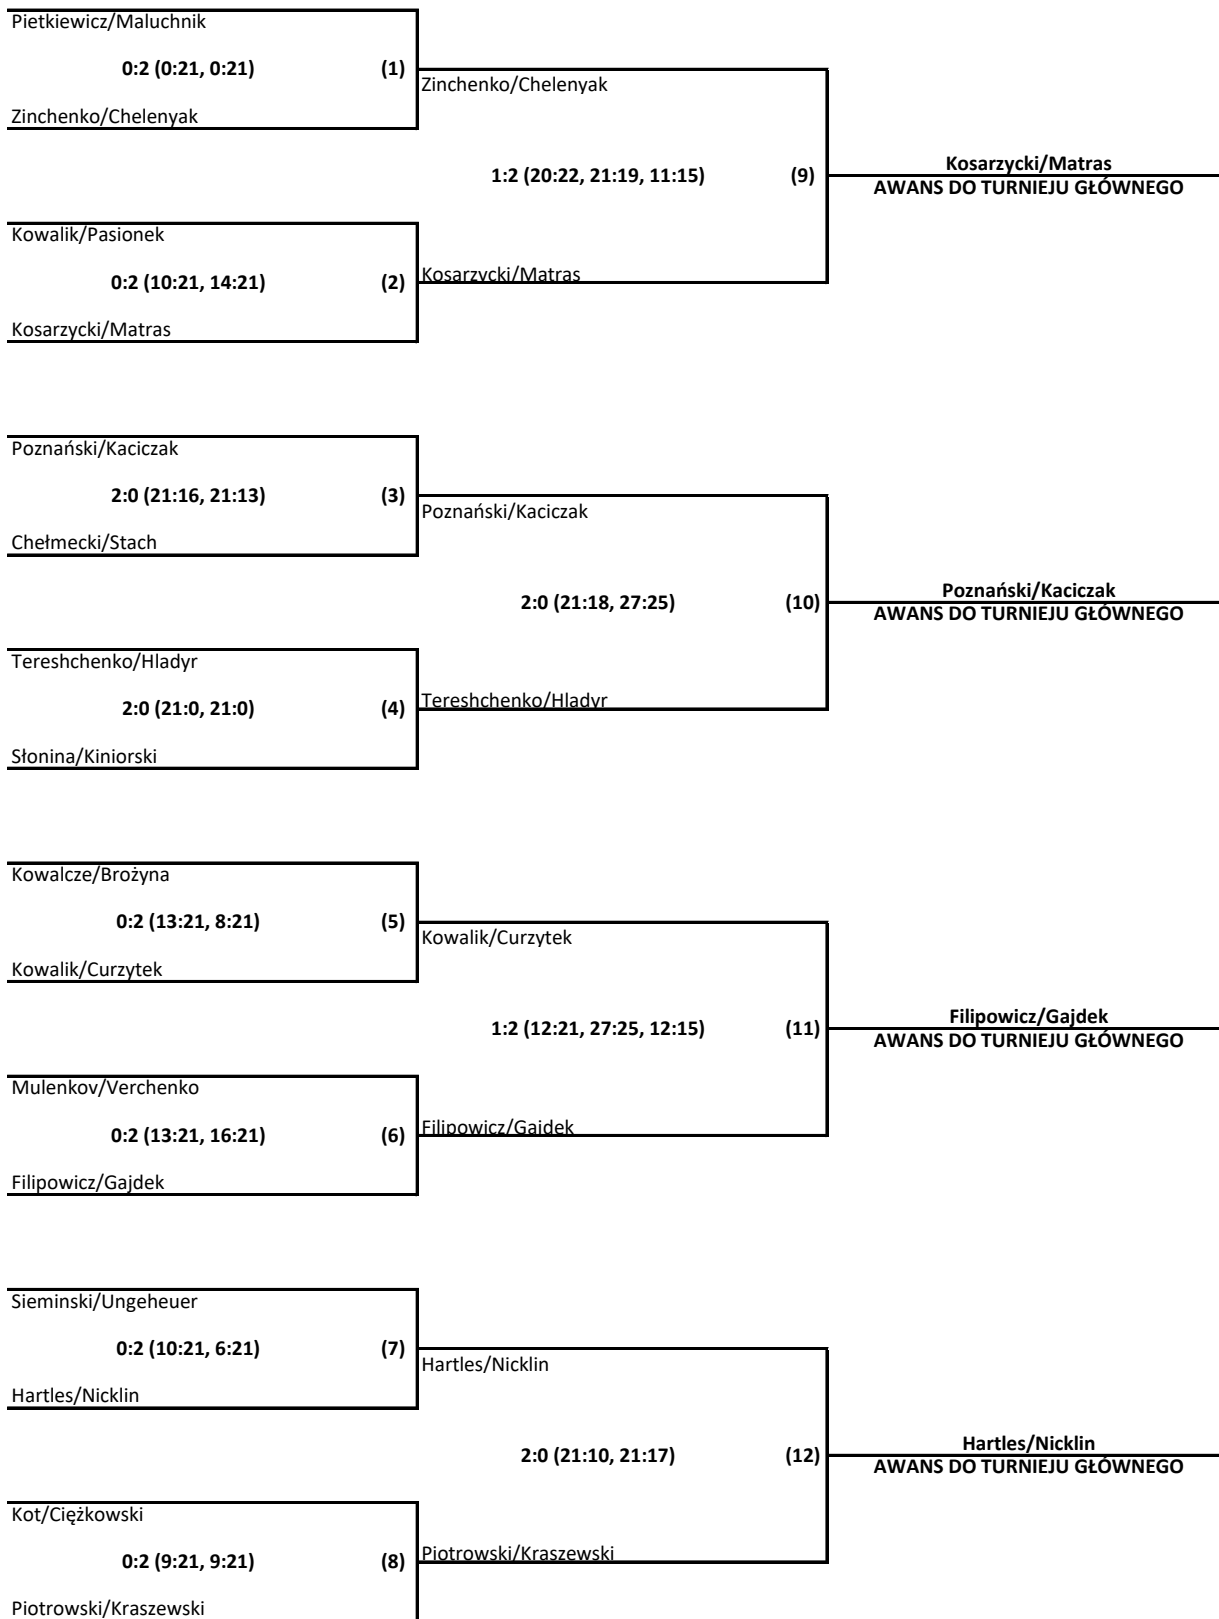 Pietkiewicz/Maluchnik
0:2 (0:21, 0:21) (1)
Zinchenko/Chelenyak
Zinchenko/Chelenyak
1:2 (20:22, 21:19, 11:15) (9)
Kosarzycki/Matras
AWANS DO TURNIEJU GŁÓWNEGO
Kowalik/Pasionek
0:2 (10:21, 14:21) (2)
Kosarzycki/Matras
Kosarzycki/Matras
Poznański/Kaciczak
2:0 (21:16, 21:13) (3)
Poznański/Kaciczak
Chełmecki/Stach
2:0 (21:18, 27:25) (10)
Poznański/Kaciczak
AWANS DO TURNIEJU GŁÓWNEGO
Tereshchenko/Hladyr
2:0 (21:0, 21:0) (4)
Tereshchenko/Hladyr
Słonina/Kiniorski
Kowalcze/Brożyna
0:2 (13:21, 8:21) (5)
Kowalik/Curzytek
Kowalik/Curzytek
1:2 (12:21, 27:25, 12:15) (11)
Filipowicz/Gajdek
AWANS DO TURNIEJU GŁÓWNEGO
Mulenkov/Verchenko
0:2 (13:21, 16:21) (6)
Filipowicz/Gajdek
Filipowicz/Gajdek
Sieminski/Ungeheuer
0:2 (10:21, 6:21) (7)
Hartles/Nicklin
Hartles/Nicklin
2:0 (21:10, 21:17) (12)
Hartles/Nicklin
AWANS DO TURNIEJU GŁÓWNEGO
Kot/Ciężkowski
0:2 (9:21, 9:21) (8)
Piotrowski/Kraszewski
Piotrowski/Kraszewski